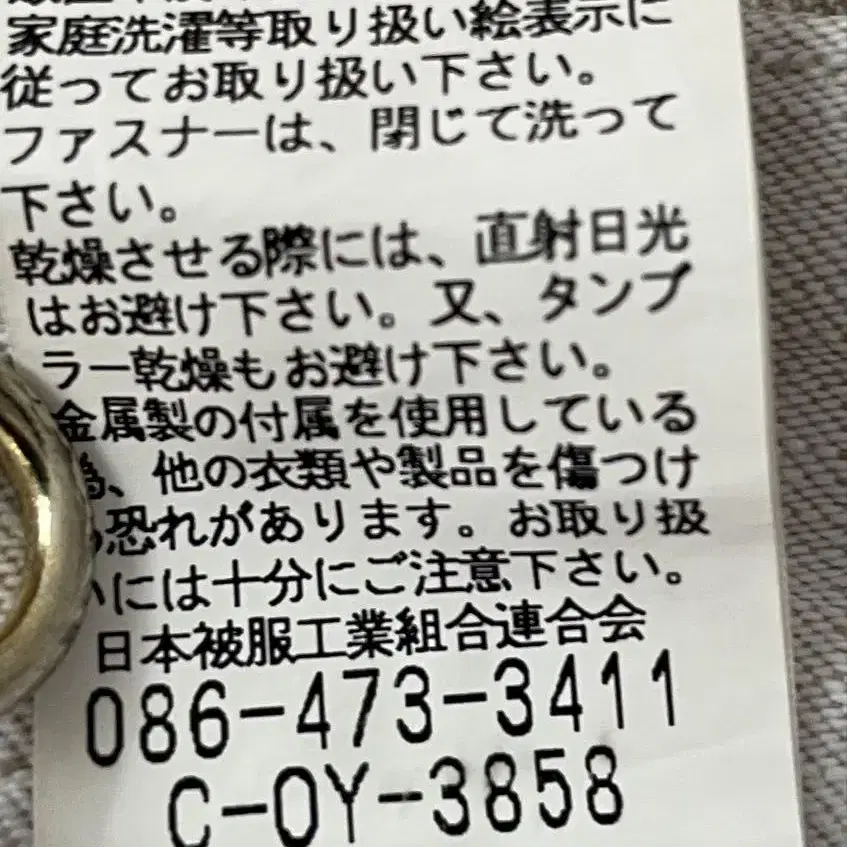 家庭洗濯等取り扱い絵表示に
従ってお取り扱い下さい。
ファスナーは、閉じて洗って
下さい。
乾燥させる際には、直射日光
はお避け下さい。又、タンブ
ラー乾燥もお避け下さい。
金属製の付属を使用している
為、他の衣類や製品を傷つけ
恐れがあります。お取り扱
いには十分にご注意下さい。
日本被服工業組合連合会
086-473-3411
C-OY-3858